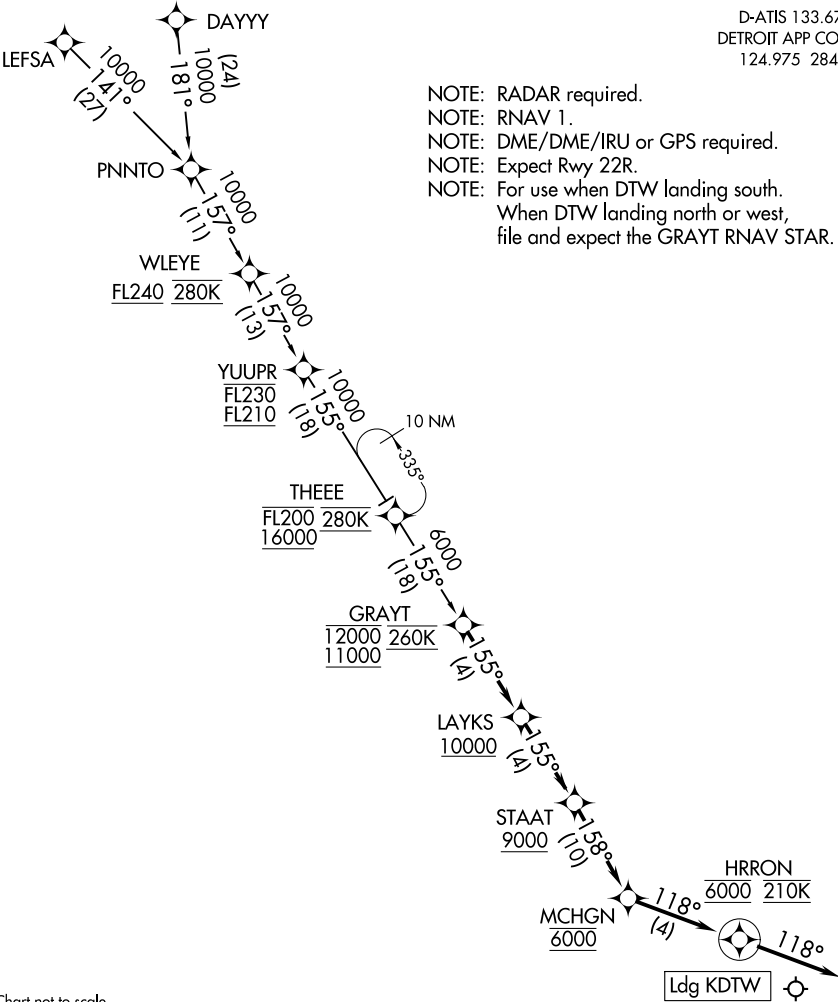 DAYYY
LEFSA
D-ATIS 133.67
DETROIT APP CO
124.975 284
10000
141°
(27)
(24)
10000
181°
NOTE: RADAR required.
NOTE: RNAV 1.
NOTE: DME/DME/IRU or GPS required.
NOTE: Expect Rwy 22R.
NOTE: For use when DTW landing south.
When DTW landing north or west,
file and expect the GRAYT RNAV STAR.
PNNTO
10000
157°
(11)
WLEYE
FL240 280K
10000
157°
(13)
YUUPR
FL230
FL210
10000
155°
(18)
10 NM
335°
THEEE
FL200 280K
16000
6000
155°
(18)
GRAYT
12000 260K
11000
155°
(4)
LAYKS
10000
155°
(4)
STAAT
9000
158°
(10)
HRRON
6000 210K
MCHGN
6000
118°
(4)
118°
Ldg KDTW
Chart not to scale